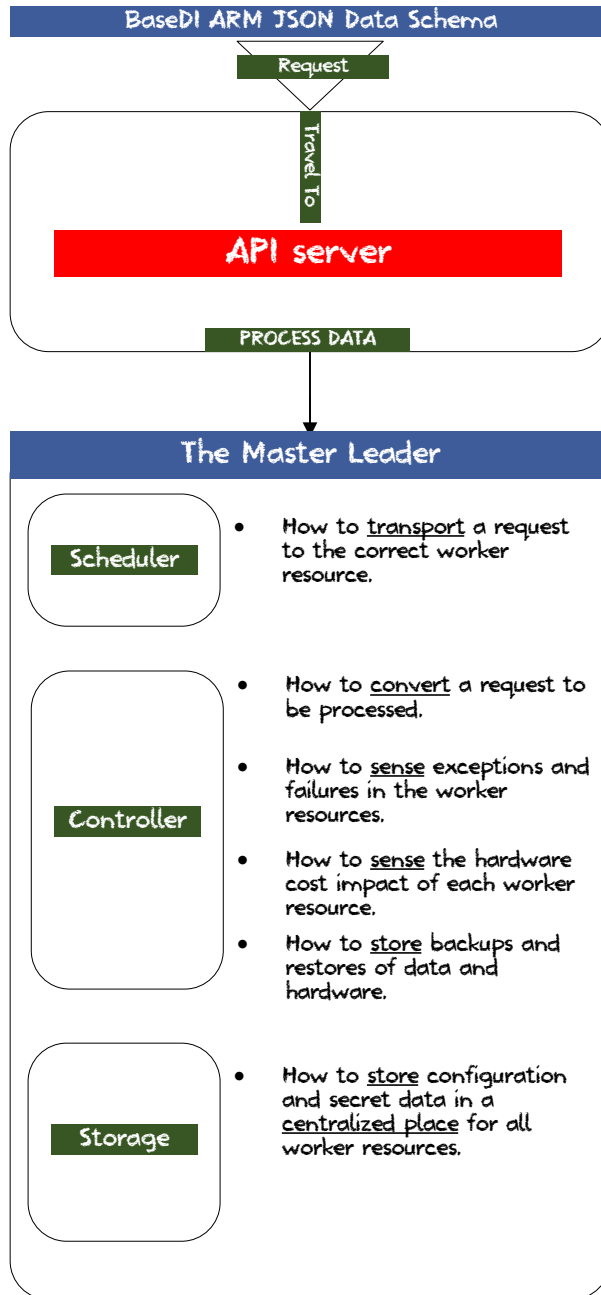 BaseDI ARM JSON Data Schema
Request
Travel To
API server
PROCESS DATA
The Master Leader
Scheduler
• How to transport a request
to the correct worker
resource.
Controller
• How to convert a request to
be processed.
• How to sense exceptions and
failures in the worker
resources.
• How to sense the hardware
cost impact of each worker
resource.
• How to store backups and
restores of data and
hardware.
Storage
• How to store configuration
and secret data in a
centralized place for all
worker resources.